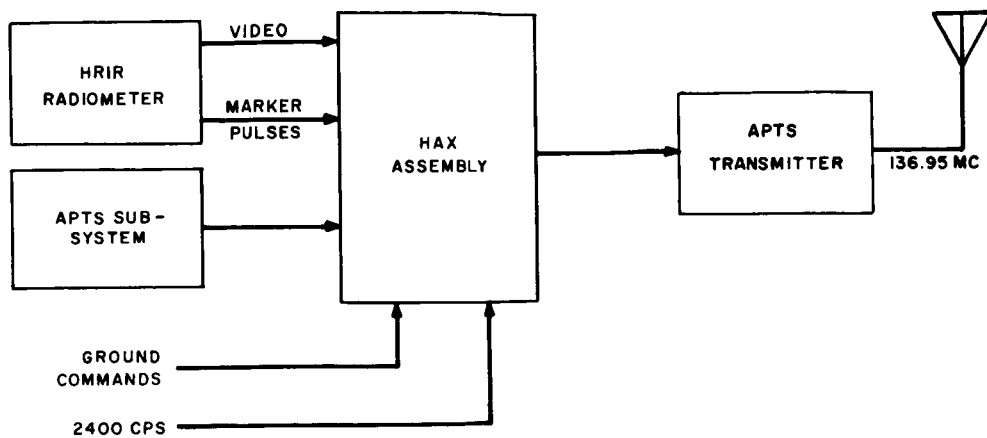 HRIR
RADIOMETER
VIDEO
MARKER
PULSES
APTS SUB-
SYSTEM
HAX
ASSEMBLY
APTS
TRANSMITTER
136.95 MC
GROUND
COMMANDS
2400 CPS